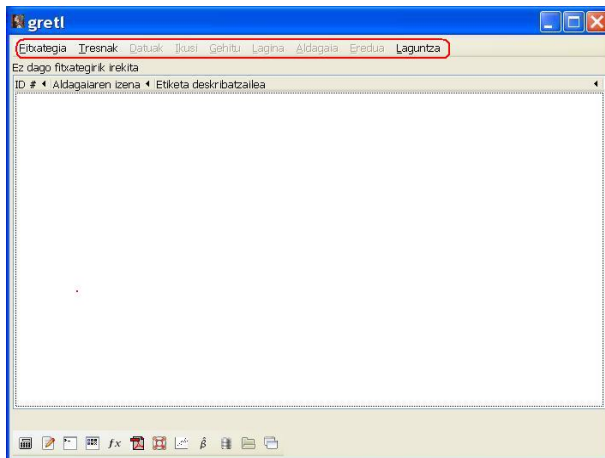 gretl
Fitxategia Tresnak Datuak Ikusi Gehitu Lagina Aldagaia Eredua Laguntza
Ez dago fitxategirik irekita
ID # Aldagaiaren izena Etiketa deskribatzailea
fx β̂